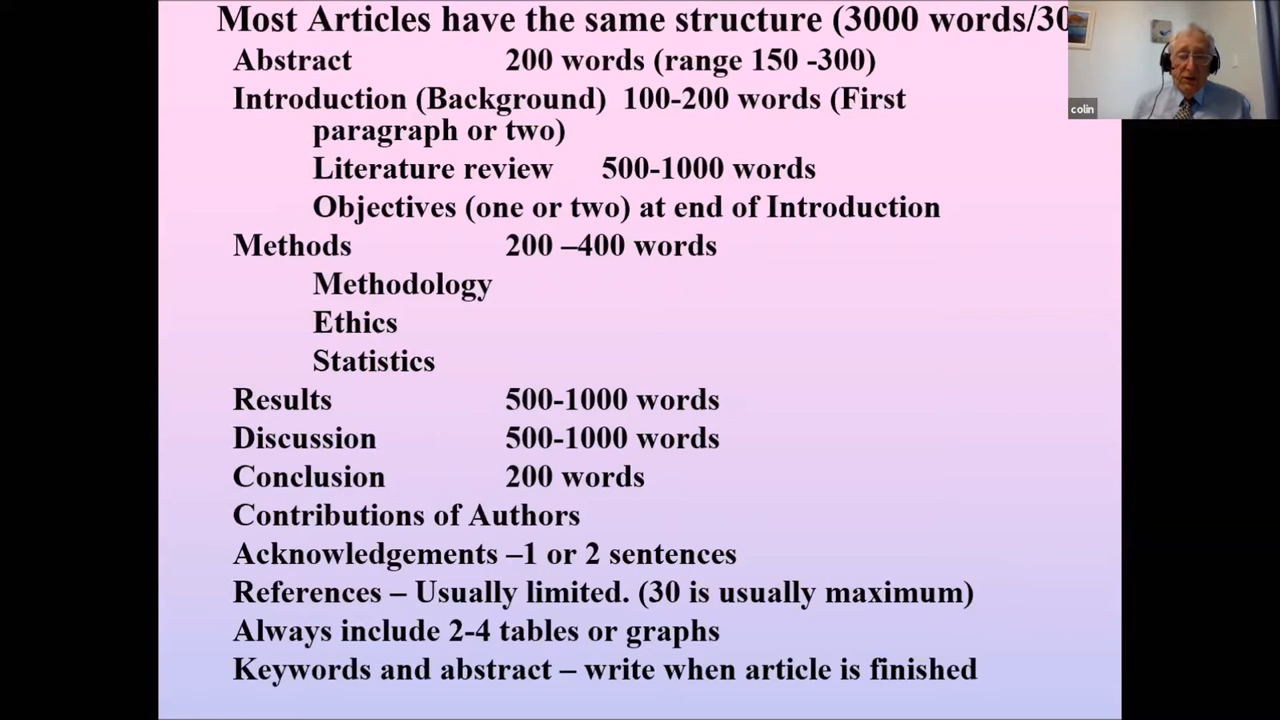 Most Articles have the same structure (3000 words/30
Abstract 200 words (range 150 -300)
Introduction (Background) 100-200 words (First
paragraph or two)
Literature review 500-1000 words
Objectives (one or two) at end of Introduction
Methods 200 –400 words
Methodology
Ethics
Statistics
Results 500-1000 words
Discussion 500-1000 words
Conclusion 200 words
Contributions of Authors
Acknowledgements –1 or 2 sentences
References – Usually limited. (30 is usually maximum)
Always include 2-4 tables or graphs
Keywords and abstract – write when article is finished
colin